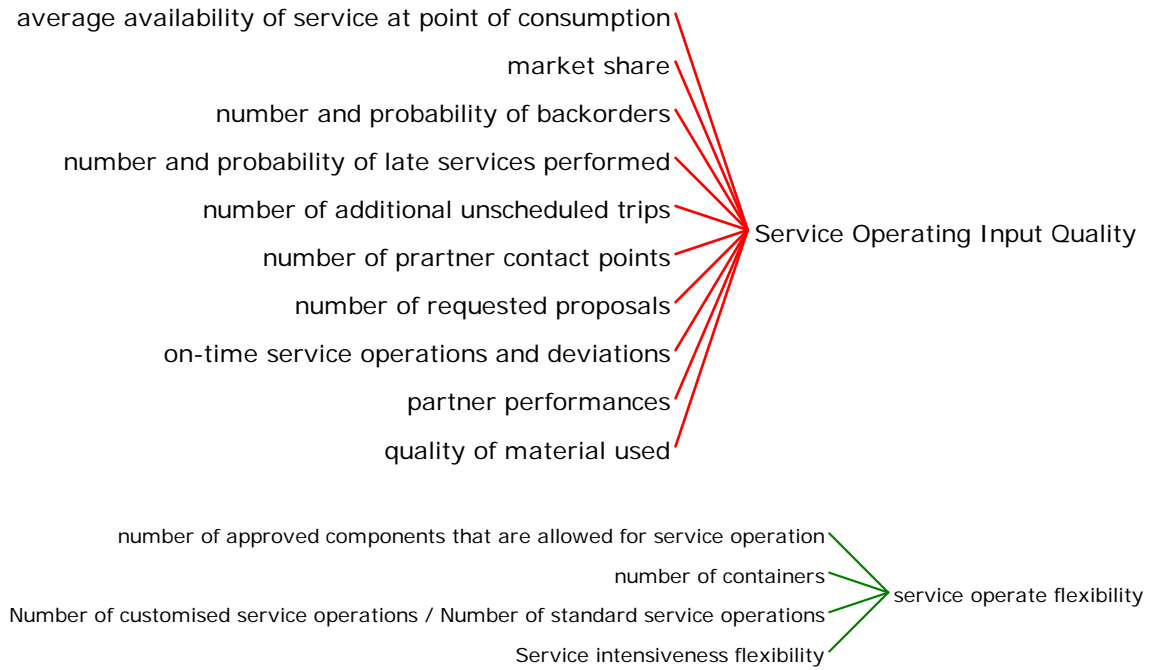 average availability of service at point of consumption
market share
number and probability of backorders
number and probability of late services performed
number of additional unscheduled trips
Service Operating Input Quality
number of prartner contact points
number of requested proposals
on-time service operations and deviations
partner performances
quality of material used
number of approved components that are allowed for service operation
number of containers
service operate flexibility
Number of customised service operations / Number of standard service operations
Service intensiveness flexibility